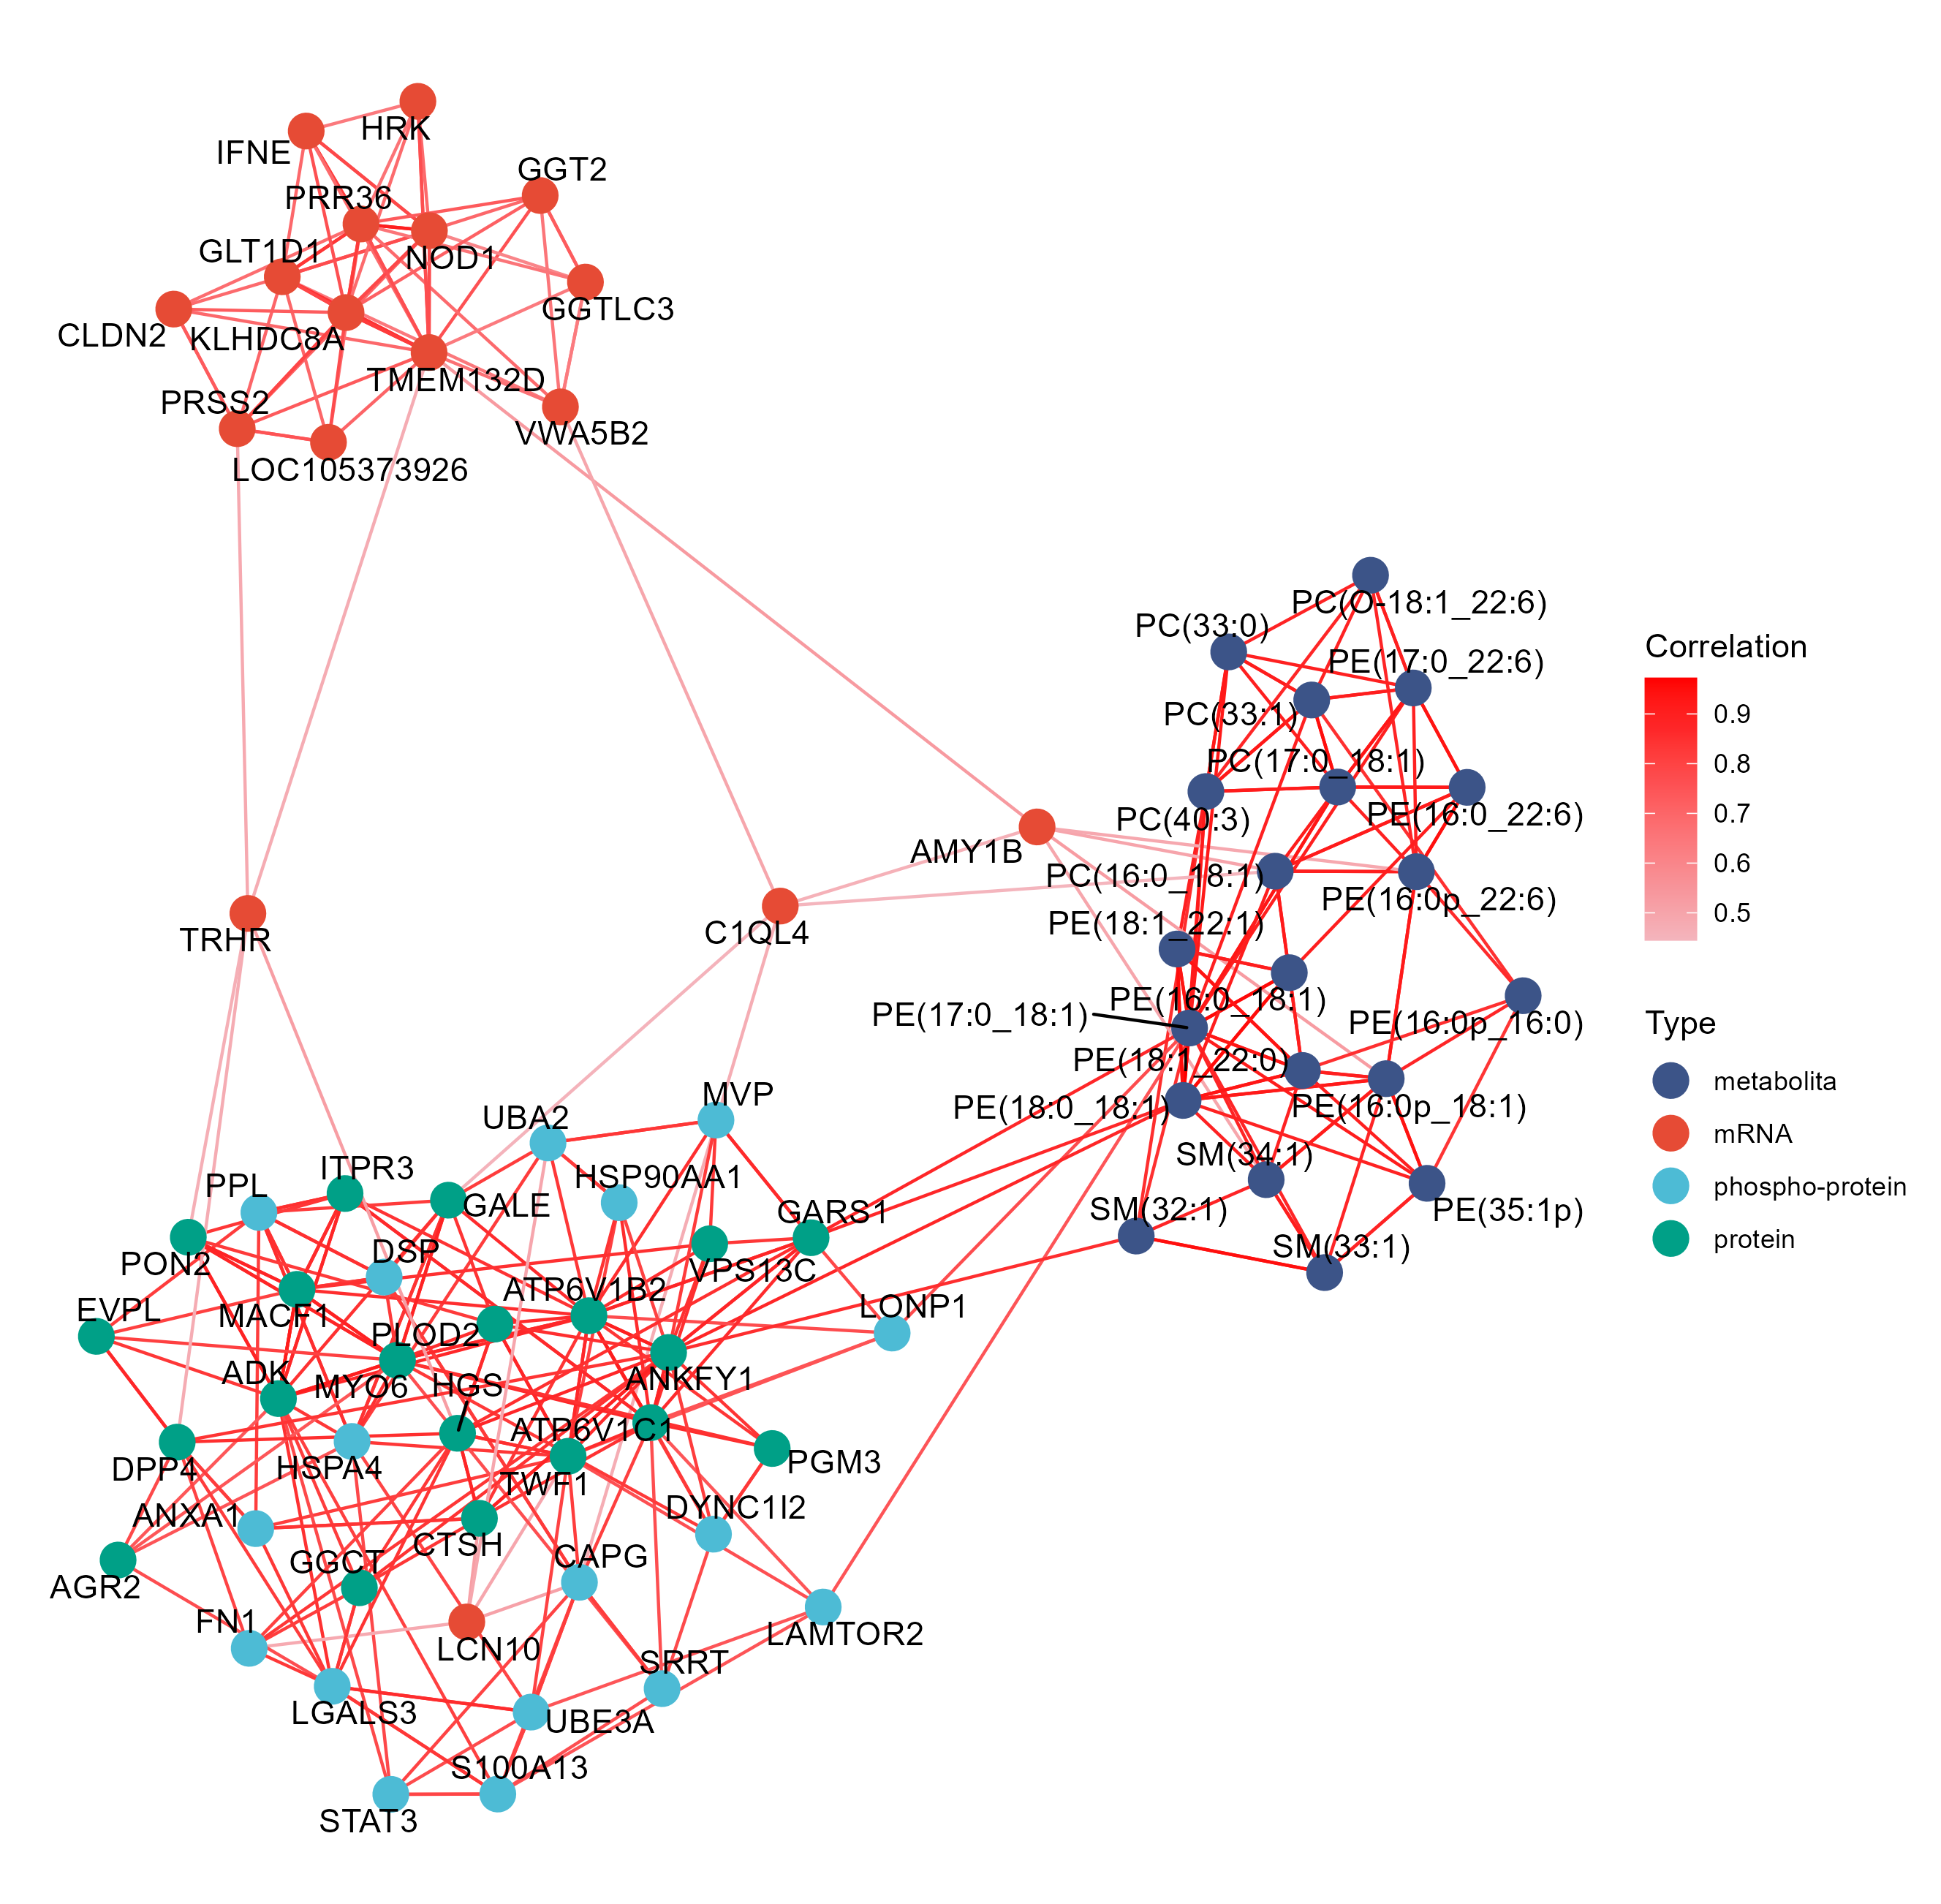 HRK
IFNE
GGT2
PRR36
GLT1D1
NOD1
GGTLC3
CLDN2
KLHDC8A
TMEM132D
PRSS2
VWA5B2
LOC105373926
PC(O-18:1_22:6)
PC(33:0)
PE(17:0_22:6)
PC(33:1)
PC(17:0_18:1)
PC(40:3)
PE(16:0_22:6)
AMY1B
PC(16:0_18:1)
PE(16:0p_22:6)
PE(18:1_22:1)
TRHR
C1QL4
PE(16:0_18:1)
PE(17:0_18:1)
PE(16:0p_16:0)
PE(18:1_22:0)
PE(18:0_18:1)
PE(16:0p_18:1)
MVP
UBA2
SM(34:1)
ITPR3
HSP90AA1
PPL
GALE
GARS1
SM(32:1)
PE(35:1p)
SM(33:1)
PON2
DSP
VPS13C
ATP6V1B2
EVPL
MACF1
LONP1
PLOD2
ADK
MYO6
HGS
ANKFY1
ATP6V1C1
DPP4
HSPA4
TWF1
PGM3
ANXA1
DYNC1I2
CTSH
CAPG
GGCT
AGR2
FN1
LCN10
LAMTOR2
SRRT
LGALS3
UBE3A
S100A13
STAT3
Correlation
0.9
0.8
0.7
0.6
0.5
Type
metabolita
mRNA
phospho-protein
protein